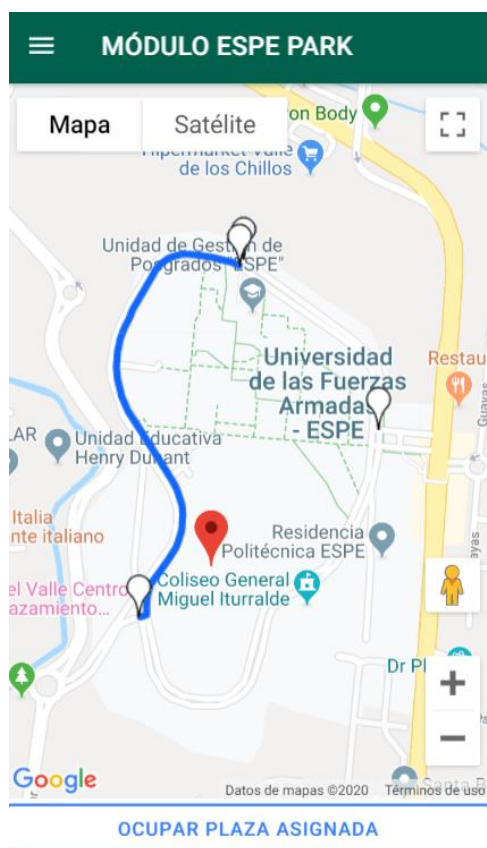 MÓDULO ESPE PARK
Mapa
Satélite
on Body
Hipermarket Valle
de los Chillos
Unidad de Gestión de
Posgrados "ESPE"
Universidad
de las Fuerzas
Armadas
- ESPE
Restau
Guayas
LAR
Unidad Educativa
Henry Dunant
Italia
nte italiano
Residencia
Politécnica ESPE
ayas
el Valle Centro
azamiento...
Coliseo General
Miguel Iturralde
Dr Pl
Google
Datos de mapas ©2020
Términos de uso
Santa B
OCUPAR PLAZA ASIGNADA